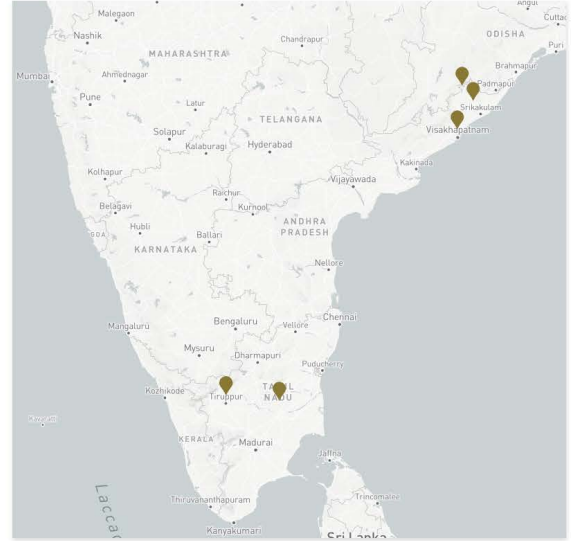 Angul
Malegaon
Cuttac
Nashik
ODISHA
Chandrapur
Puri
MAHARASHTRA
Brahmapur
Mumbai
Ahmednagar
Padmapur
Pune
Latur
Srikakulam
TELANGANA
Solapur
Visakhapatnam
Kalaburagi
Hyderabad
Kakinada
Kolhapur
Vijayawada
Raichur
Belagavi
Kurnool
ANDHRA
PRADESH
Hubli
GOA
Ballari
KARNATAKA
Nellore
Bengaluru
Chennai
Mangaluru
Vellore
Mysuru
Dharmapuri
Puducherry
Kozhikode
Tiruppur
NADU
Kavaratti
KERALA
Madurai
Jaffna
Laccad
Trincomalee
Thiruvananthapuram
Kanyakumari
Sri Lanka